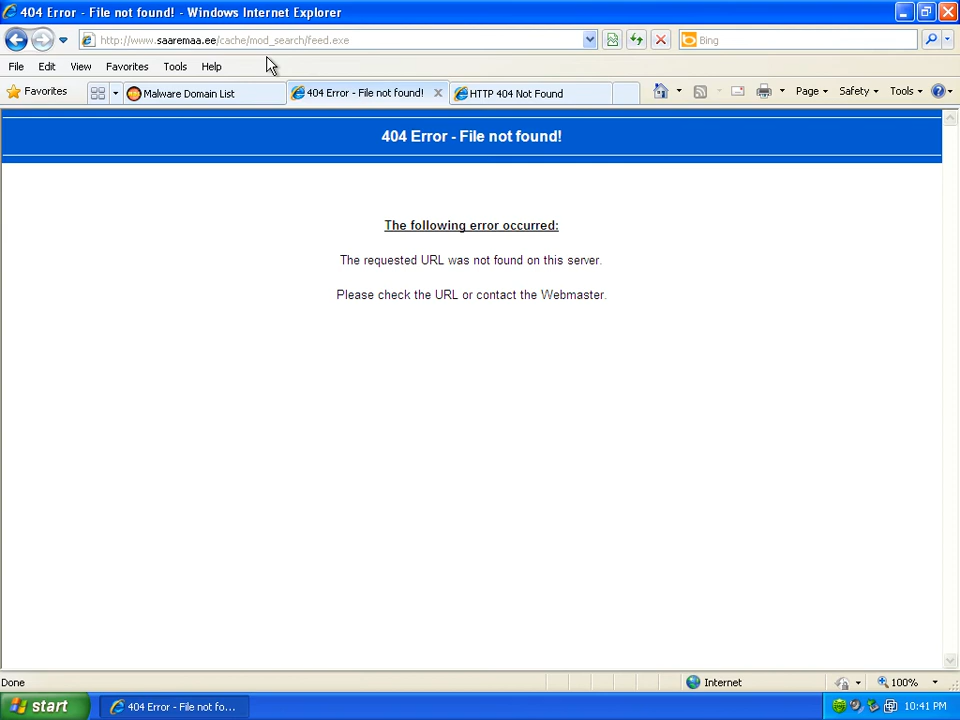 404 Error - File not found! - Windows Internet Explorer
http://www.saaremaa.ee/cache/mod_search/feed.exe
Bing
File Edit View Favorites Tools Help
Favorites
Malware Domain List
404 Error - File not found!
HTTP 404 Not Found
Page Safety Tools
404 Error - File not found!
The following error occurred:
The requested URL was not found on this server.
Please check the URL or contact the Webmaster.
Done
Internet
100%
start
404 Error - File not fo...
10:41 PM